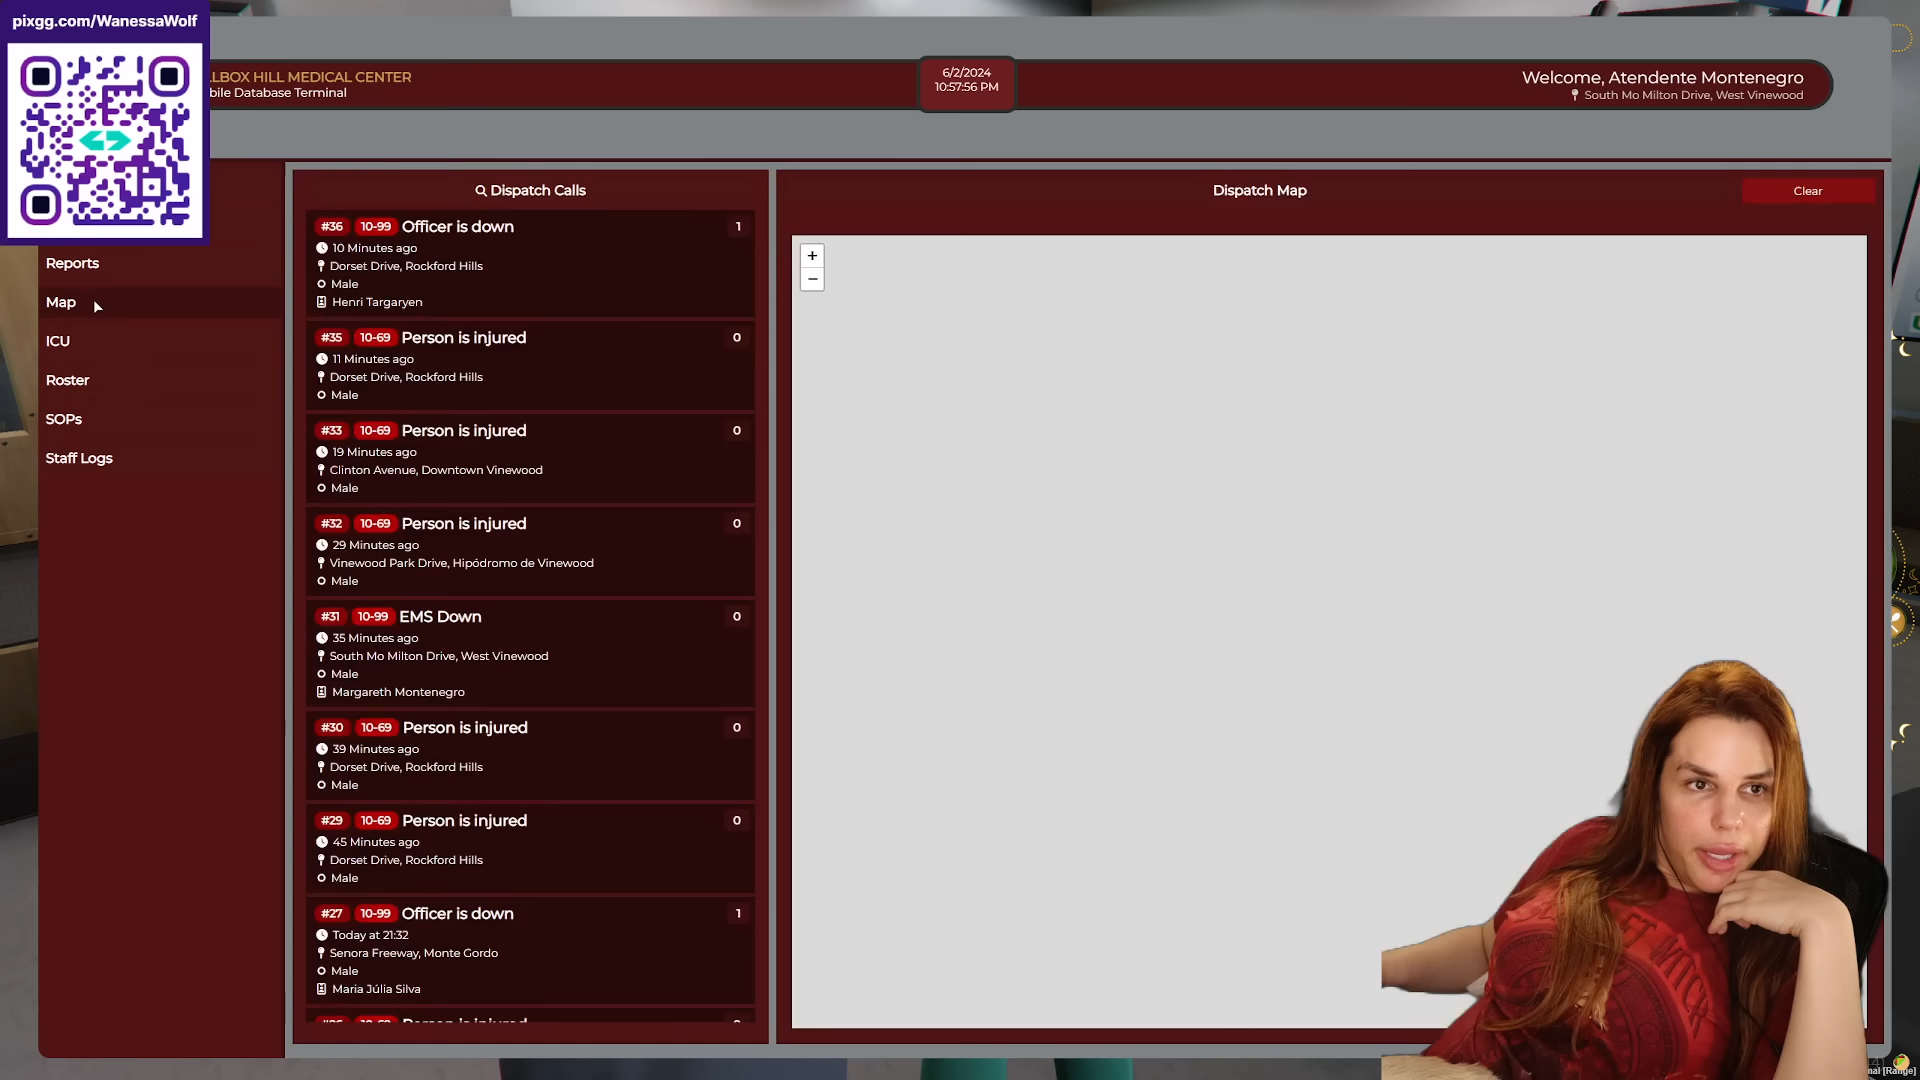 pixgg.com/WanessaWolf
LLBOX HILL MEDICAL CENTER
bile Database Terminal
6/2/2024
10:57:56 PM
Welcome, Atendente Montenegro
South Mo Milton Drive, West Vinewood
Reports
Map
ICU
Roster
SOPs
Staff Logs
Dispatch Calls
#36 10-99 Officer is down 1
10 Minutes ago
Dorset Drive, Rockford Hills
Male
Henri Targaryen
#35 10-69 Person is injured 0
11 Minutes ago
Dorset Drive, Rockford Hills
Male
#33 10-69 Person is injured 0
19 Minutes ago
Clinton Avenue, Downtown Vinewood
Male
#32 10-69 Person is injured 0
29 Minutes ago
Vinewood Park Drive, Hipódromo de Vinewood
Male
#31 10-99 EMS Down 0
35 Minutes ago
South Mo Milton Drive, West Vinewood
Male
Margareth Montenegro
#30 10-69 Person is injured 0
39 Minutes ago
Dorset Drive, Rockford Hills
Male
#29 10-69 Person is injured 0
45 Minutes ago
Dorset Drive, Rockford Hills
Male
#27 10-99 Officer is down 1
Today at 21:32
Senora Freeway, Monte Gordo
Male
Maria Júlia Silva
Person is injured
Dispatch Map
Clear
+
−
[Range]